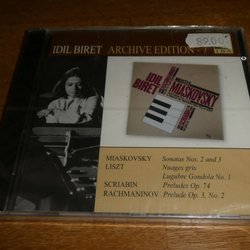 IDIL BIRET ARCHIVE EDITION · 7
89.00
IDIL BIRET
MIASKOVSKY
MIASKOVSKY Sonatas Nos. 2 and 3
LISZT Nuages gris
Lugubre Gondola No. 1
SCRIABIN Preludes Op. 74
RACHMANINOV Prelude Op. 3, No. 2